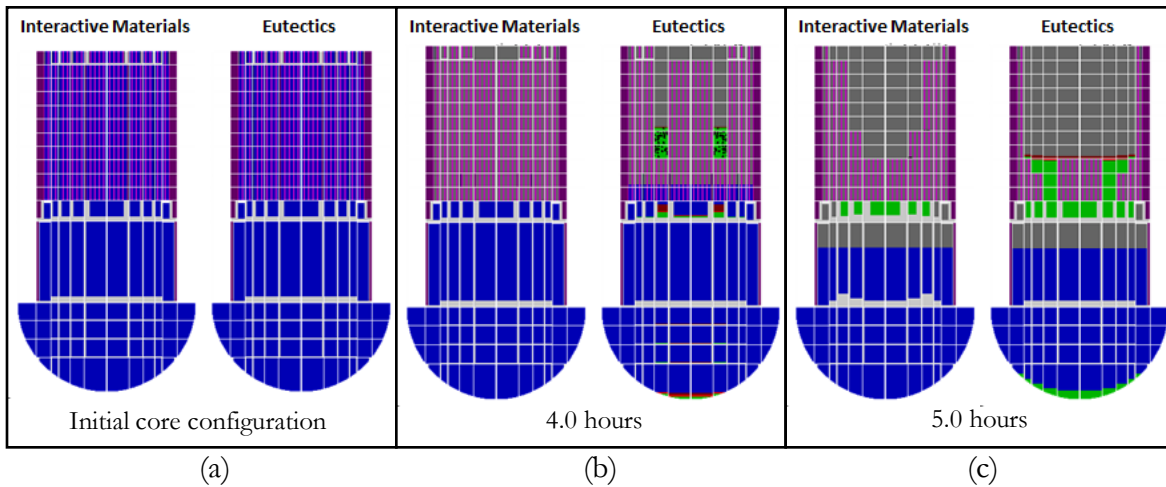 Interactive Materials Eutectics
Interactive Materials Eutectics
Interactive Materials Eutectics
Initial core configuration
4.0 hours
5.0 hours
(a)
(b)
(c)